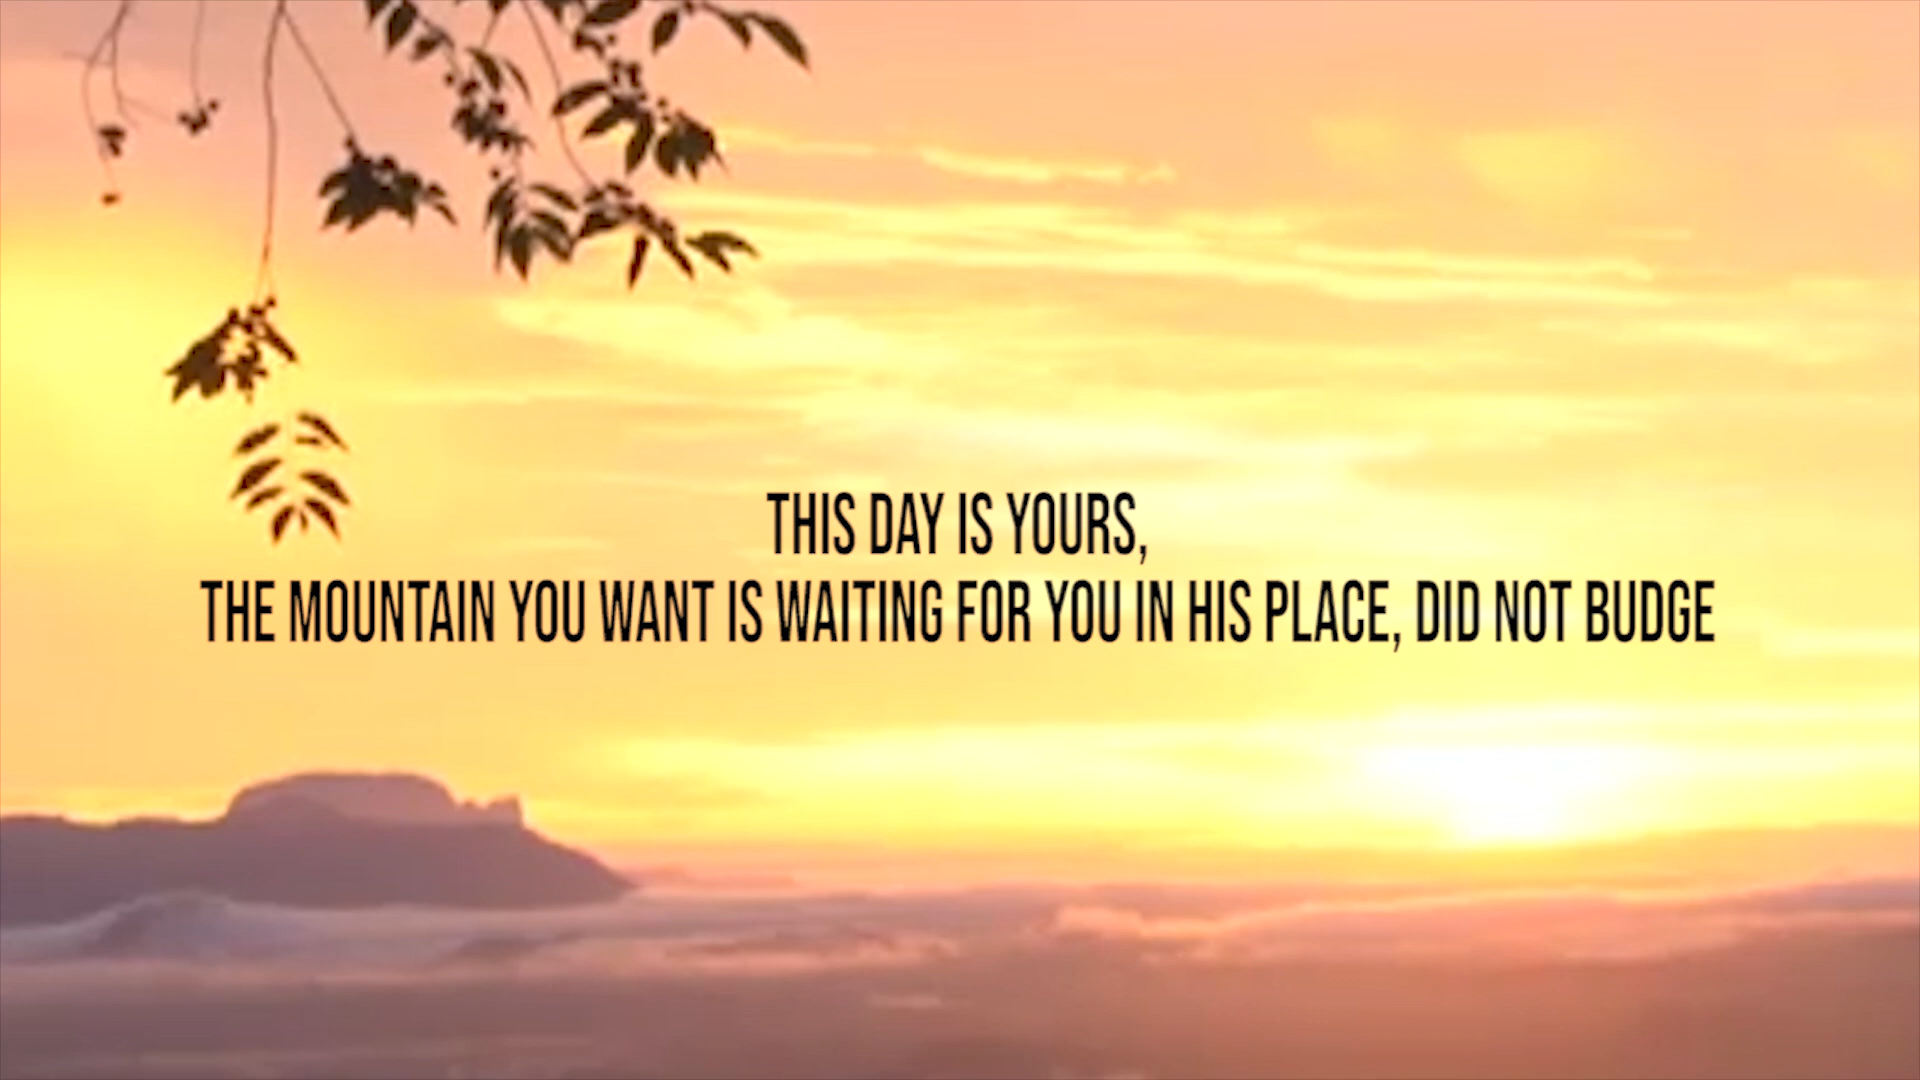 THIS DAY IS YOURS,
THE MOUNTAIN YOU WANT IS WAITING FOR YOU IN HIS PLACE, DID NOT BUDGE